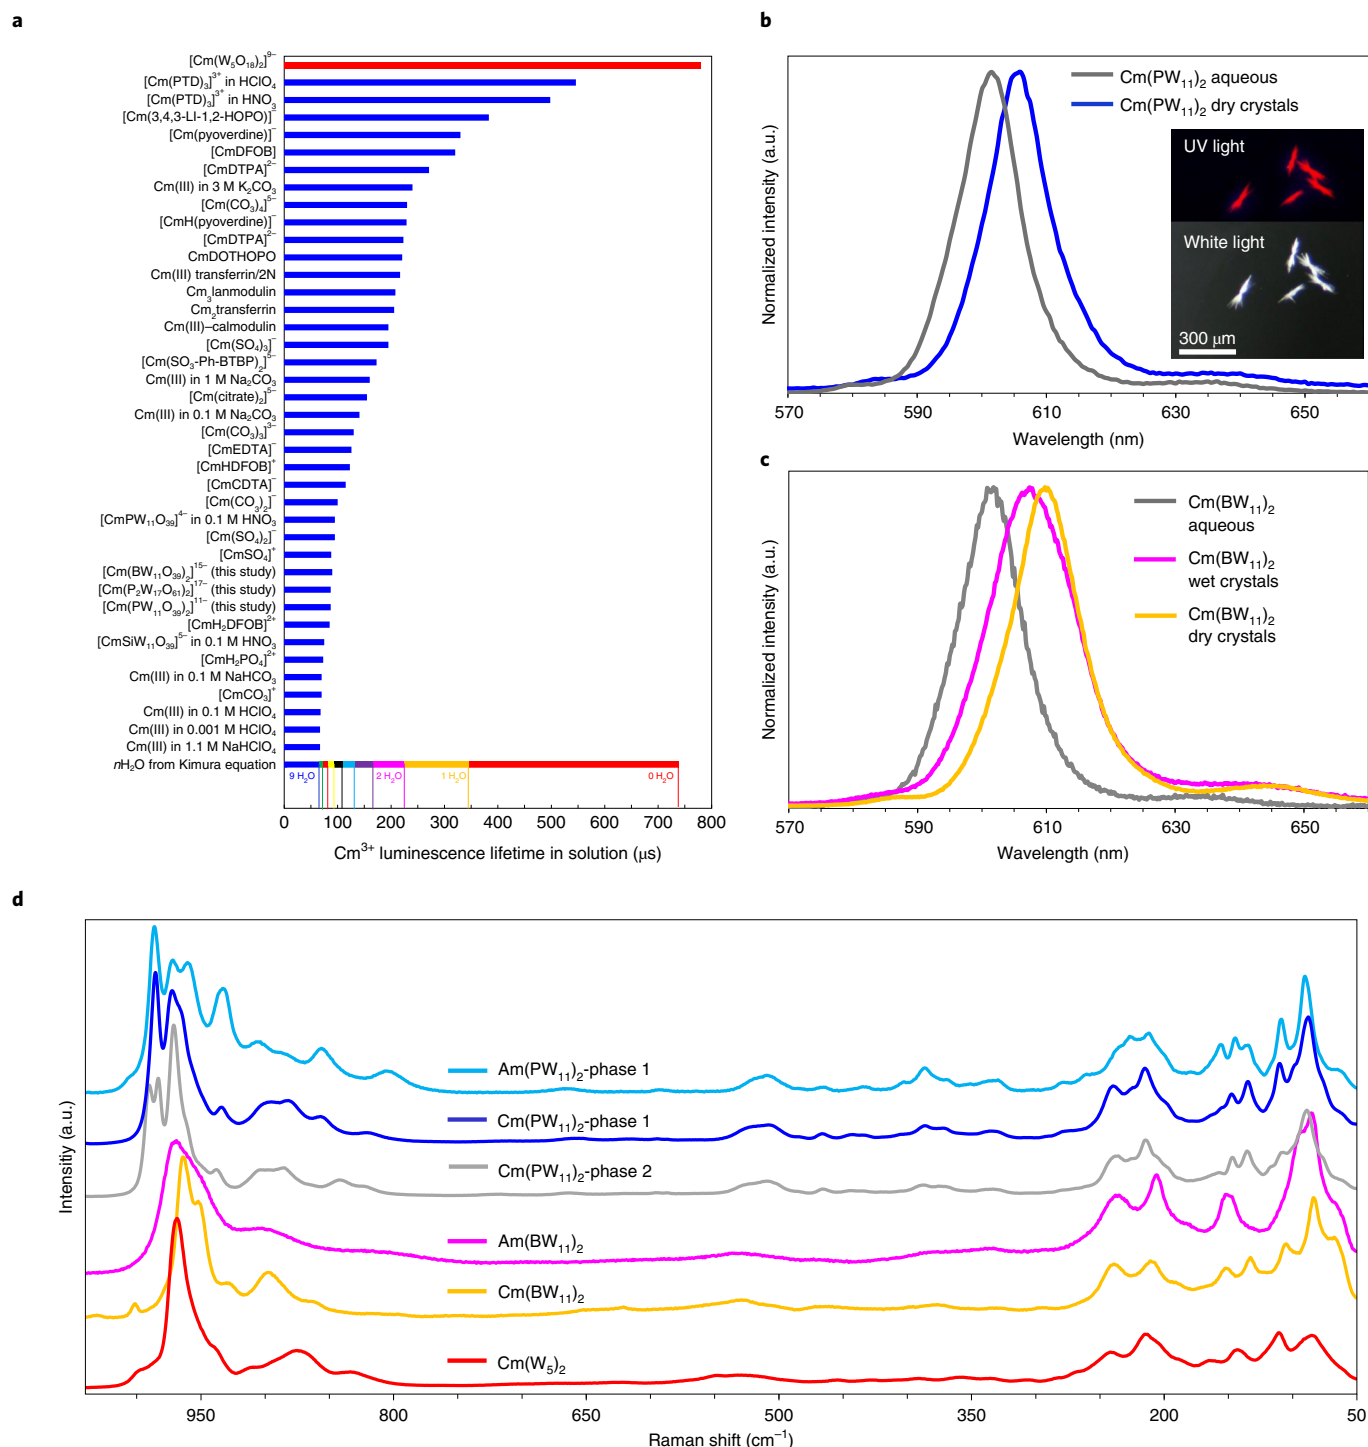 a
[Cm(W₅O₁₈)₂]⁹⁻
[Cm(PTD)₃]³⁺ in HClO₄
[Cm(PTD)₃]³⁺ in HNO₃
[Cm(3,4,3-LI-1,2-HOPO)]⁻
[Cm(pyoverdine)]⁻
[CmDFOB]
[CmDTPA]²⁻
Cm(III) in 3 M K₂CO₃
[Cm(CO₃)₄]⁵⁻
[CmH(pyoverdine)]⁻
[CmDTPA]²⁻
CmDOTHOPO
Cm(III) transferrin/2N
Cm₃lanmodulin
Cm₂transferrin
Cm(III)–calmodulin
[Cm(SO₄)₃]⁻
[Cm(SO₃-Ph-BTBP)₂]⁵⁻
Cm(III) in 1 M Na₂CO₃
[Cm(citrate)₂]⁵⁻
Cm(III) in 0.1 M Na₂CO₃
[Cm(CO₃)₃]³⁻
[CmEDTA]⁻
[CmHDFOB]⁺
[CmCDTA]⁻
[Cm(CO₃)₂]⁻
[CmPW₁₁O₃₉]⁴⁻ in 0.1 M HNO₃
[Cm(SO₄)₂]⁻
[CmSO₄]⁺
[Cm(BW₁₁O₃₉)₂]¹⁵⁻ (this study)
[Cm(P₂W₁₇O₆₁)₂]¹⁷⁻ (this study)
[Cm(PW₁₁O₃₉)₂]¹¹⁻ (this study)
[CmH₂DFOB]²⁺
[CmSiW₁₁O₃₉]⁵⁻ in 0.1 M HNO₃
[CmH₂PO₄]²⁺
Cm(III) in 0.1 M NaHCO₃
[CmCO₃]⁺
Cm(III) in 0.1 M HClO₄
Cm(III) in 0.001 M HClO₄
Cm(III) in 1.1 M NaHClO₄
nH₂O from Kimura equation
9 H₂O 2 H₂O 1 H₂O 0 H₂O
0 100 200 300 400 500 600 700 800
Cm³⁺ luminescence lifetime in solution (μs)
b
Normalized intensity (a.u.)
Cm(PW₁₁)₂ aqueous
Cm(PW₁₁)₂ dry crystals
UV light
White light
300 μm
570 590 610 630 650
Wavelength (nm)
c
Normalized intensity (a.u.)
Cm(BW₁₁)₂
aqueous
Cm(BW₁₁)₂
wet crystals
Cm(BW₁₁)₂
dry crystals
570 590 610 630 650
Wavelength (nm)
d
Intensitiy (a.u.)
Am(PW₁₁)₂-phase 1
Cm(PW₁₁)₂-phase 1
Cm(PW₁₁)₂-phase 2
Am(BW₁₁)₂
Cm(BW₁₁)₂
Cm(W₅)₂
950 800 650 500 350 200 50
Raman shift (cm⁻¹)